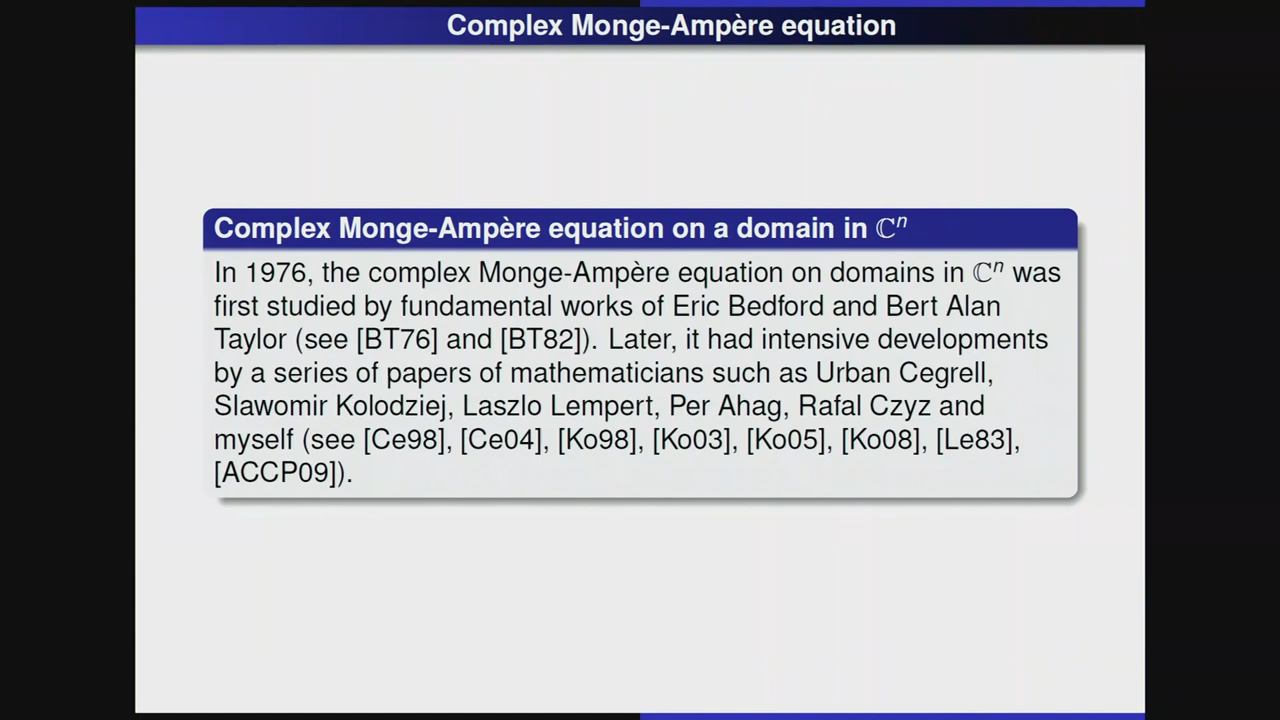 Complex Monge-Ampère equation
Complex Monge-Ampère equation on a domain in ℂⁿ
In 1976, the complex Monge-Ampère equation on domains in ℂⁿ was
first studied by fundamental works of Eric Bedford and Bert Alan
Taylor (see [BT76] and [BT82]). Later, it had intensive developments
by a series of papers of mathematicians such as Urban Cegrell,
Slawomir Kolodziej, Laszlo Lempert, Per Ahag, Rafal Czyz and
myself (see [Ce98], [Ce04], [Ko98], [Ko03], [Ko05], [Ko08], [Le83],
[ACCP09]).